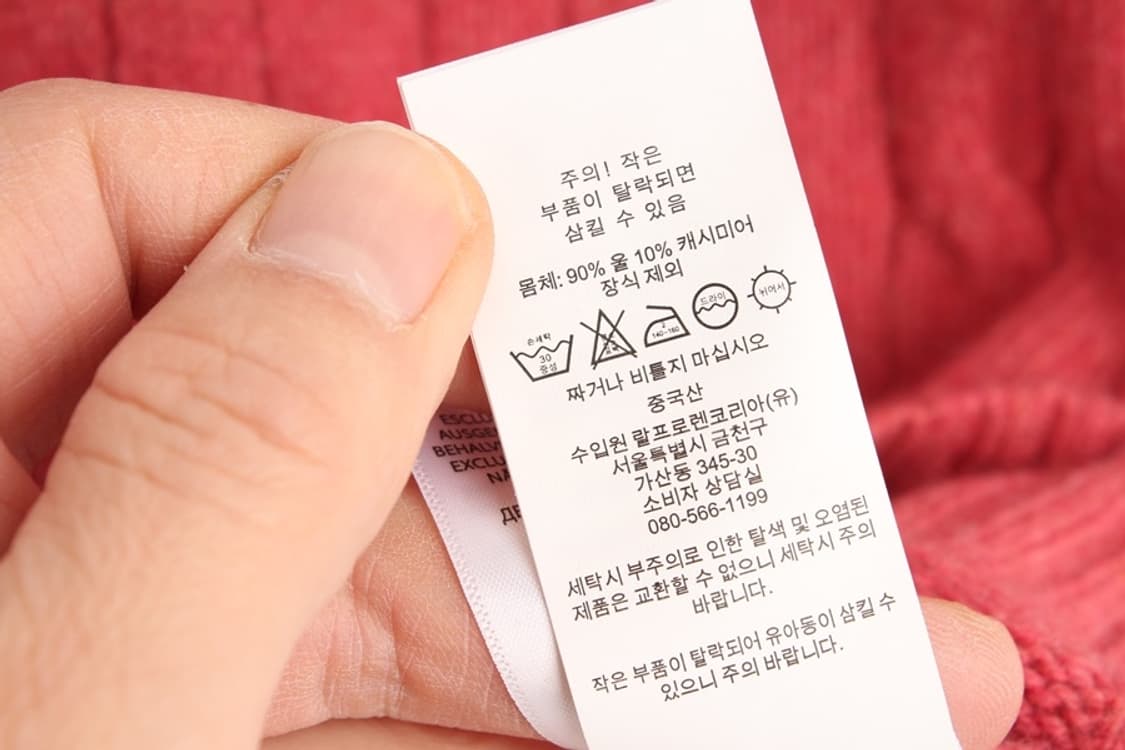 주의! 작은
부품이 탈락되면
삼킬 수 있음
몸체: 90% 울 10% 캐시미어
장식 제외
손세탁
30
중성
140~160
드라이
뉘어서
짜거나 비틀지 마십시오
중국산
수입원 랄프로렌코리아(유)
서울특별시 금천구
가산동 345-30
소비자 상담실
080-566-1199
세탁시 부주의로 인한 탈색 및 오염된
제품은 교환할 수 없으니 세탁시 주의
바랍니다.
작은 부품이 탈락되어 유아동이 삼킬 수
있으니 주의 바랍니다.